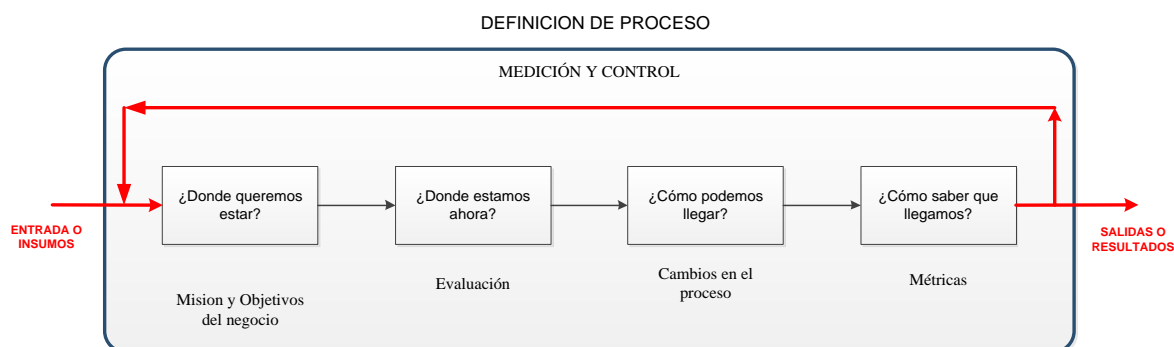 DEFINICION DE PROCESO
MEDICIÓN Y CONTROL
ENTRADA O
INSUMOS
¿Donde queremos
estar?
¿Donde estamos
ahora?
¿Cómo podemos
llegar?
¿Cómo saber que
llegamos?
SALIDAS O
RESULTADOS
Mision y Objetivos
del negocio
Evaluación
Cambios en el
proceso
Métricas